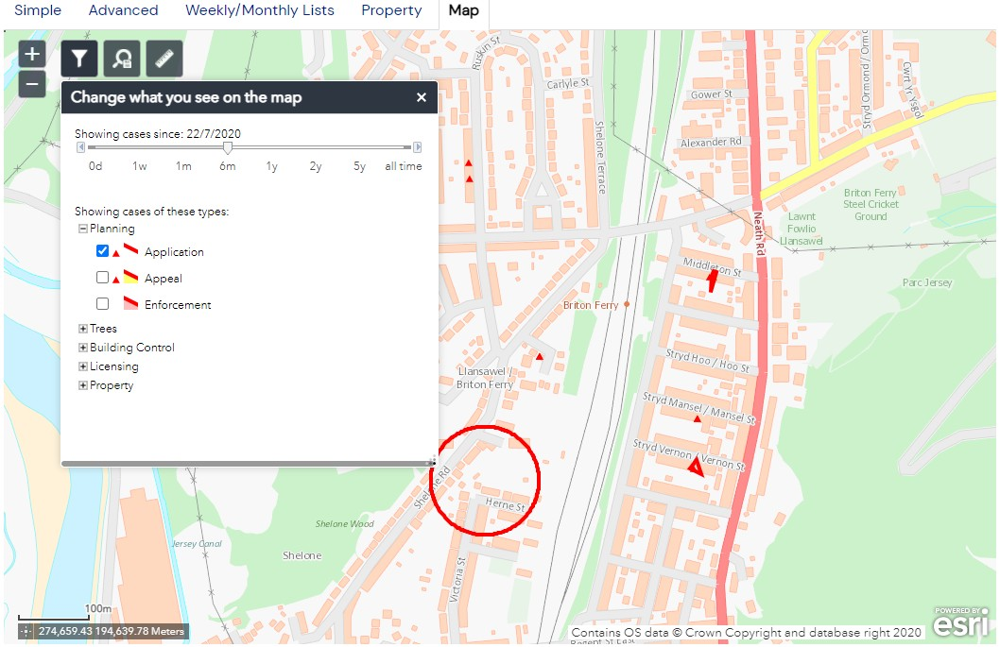 Simple Advanced Weekly/Monthly Lists Property Map
+
−
Change what you see on the map ×
Showing cases since: 22/7/2020
0d 1w 1m 6m 1y 2y 5y all time
Showing cases of these types:
Planning
Application
Appeal
Enforcement
Trees
Building Control
Licensing
Property
Ruskin St
Carlyle St
Shelone Terrace
Gower St
Alexander Rd
Stryd Ormond / Orm
Cwrt Yr Ysgol
Briton Ferry
Steel Cricket
Ground
Lawnt
Fowlio
Llansawel
Neath Rd
Middleton St
Parc Jersey
Briton Ferry
Stryd Hoo / Hoo St
Llansawel /
Briton Ferry
Stryd Mansel / Mansel St
Stryd Vernon / Vernon St
Shelone Rd
Herne St
Shelone Wood
Jersey Canal
Shelone
Victoria St
100m
274,659.43 194,639.78 Meters
Regent St East
Contains OS data © Crown Copyright and database right 2020
POWERED BY
esri